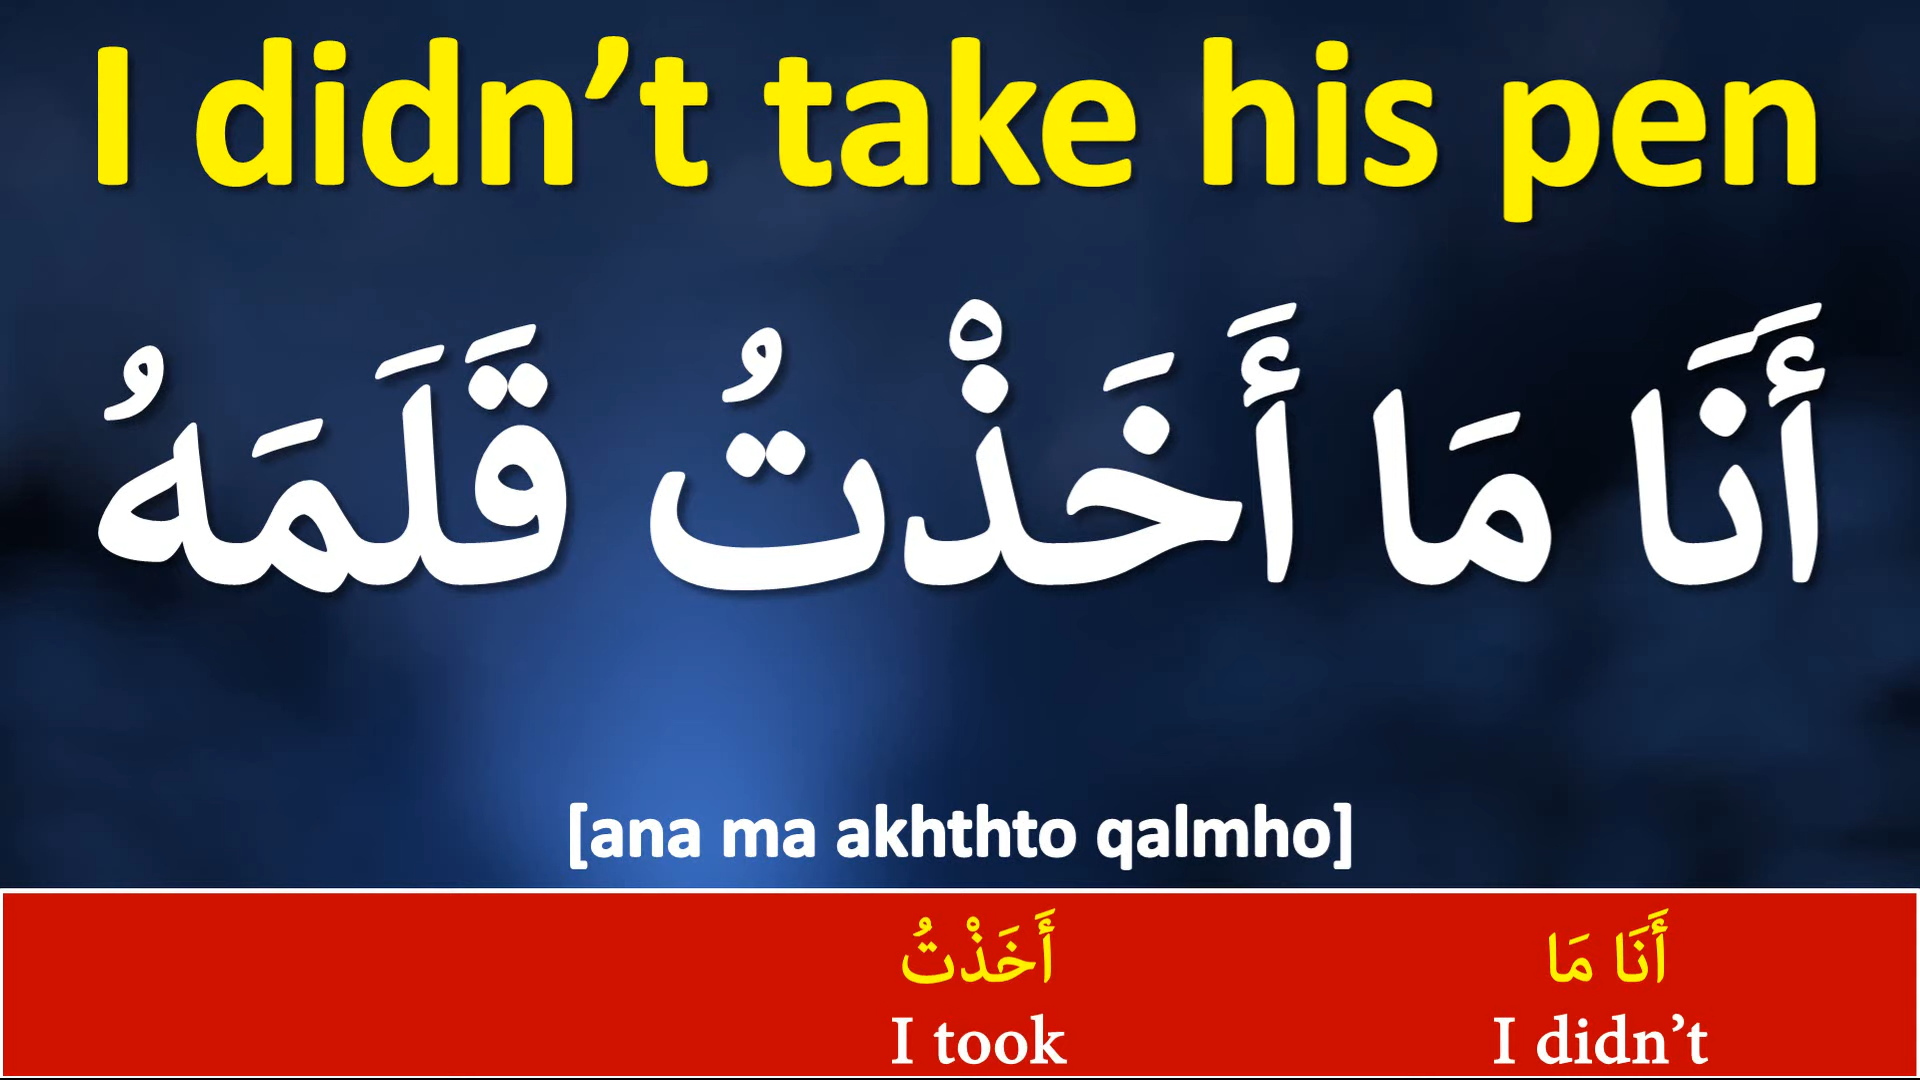 I didn’t take his pen
أَنَا مَا أَخَذْتُ قَلَمَهُ
[ana ma akhthto qalmho]
أَنَا مَا أَخَذْتُ
I took I didn’t